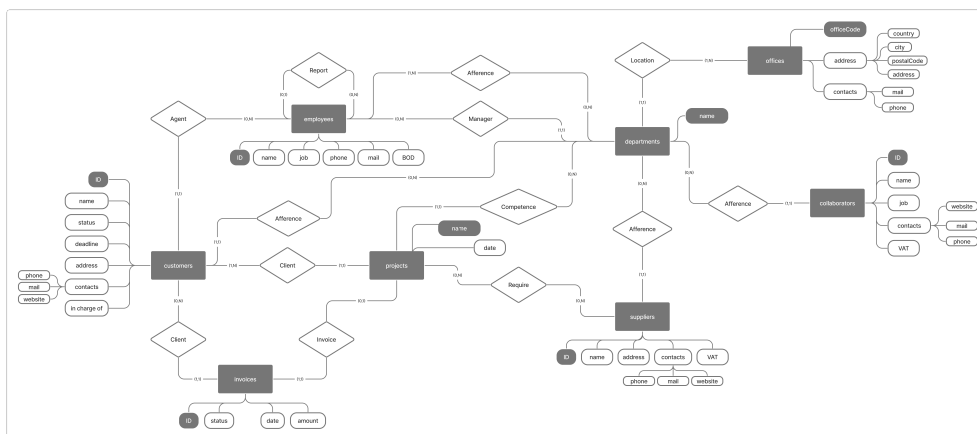 officeCode
country
city
postalCode
address
address
offices
contacts
mail
phone
Location
(1,N)
(1,1)
Report
(0,1)
(0,N)
Afference
(1,N)
(0,N)
Agent
(0,N)
employees
(0,N)
Manager
(1,1)
ID
name
job
phone
mail
BOD
departments
name
(0,N)
(0,N)
(0,N)
(0,N)
Afference
(1,1)
collaborators
ID
name
job
contacts
website
mail
phone
VAT
(1,1)
Afference
(1,1)
Competence
(1,1)
name
date
ID
name
status
deadline
address
contacts
phone
mail
website
in charge of
customers
(1,N)
Client
(1,1)
projects
(0,N)
Require
(0,N)
Afference
(1,1)
suppliers
ID
name
address
contacts
VAT
phone
mail
website
(0,N)
Client
(1,1)
(0,1)
Invoice
(1,1)
Invoices
ID
status
date
amount